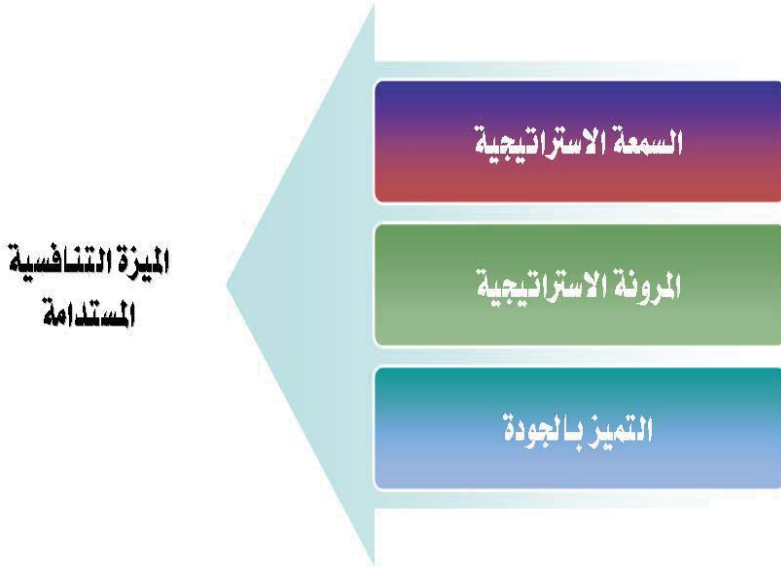 السمعة الاستراتيجية
المرونة الاستراتيجية
التميز بالجودة
الميزة التنافسية
المستدامة